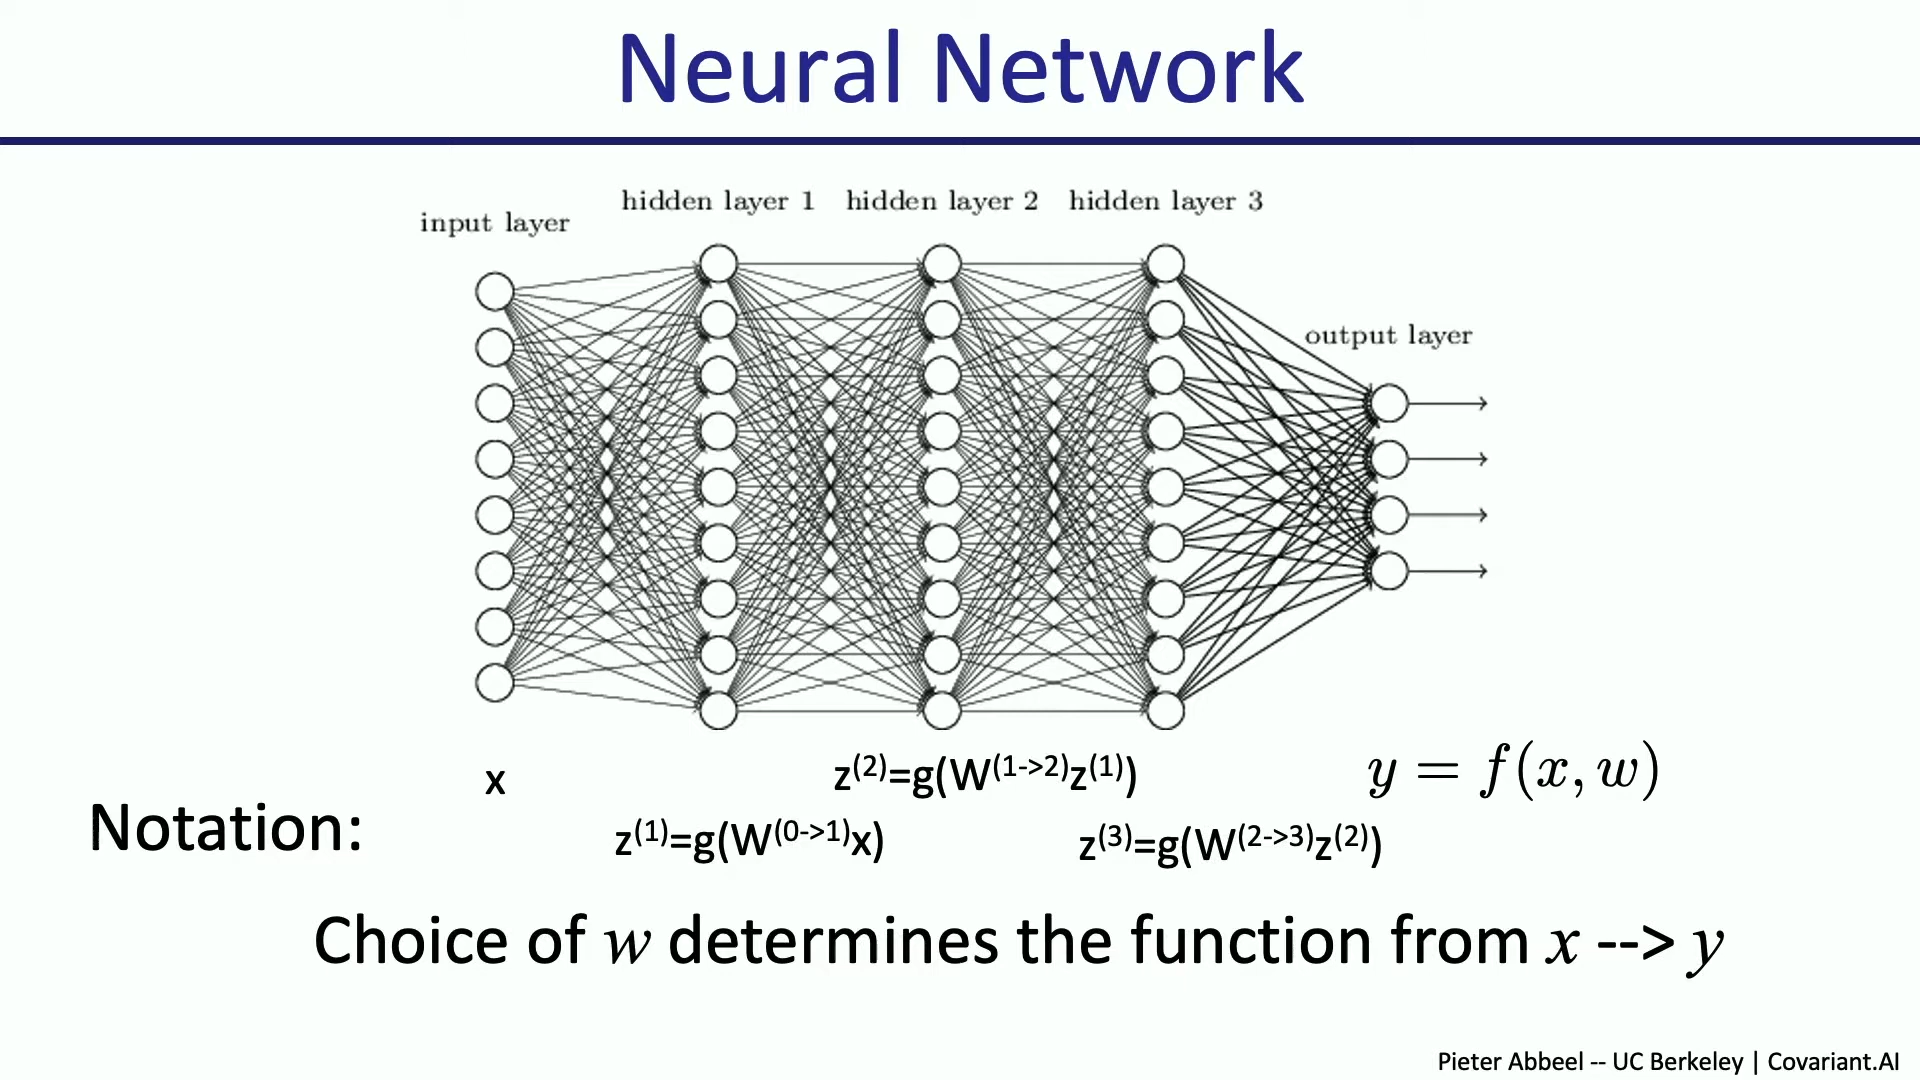 Neural Network
input layer
hidden layer 1
hidden layer 2
hidden layer 3
output layer
Notation:
x
z(1)=g(W(0->1)x)
z(2)=g(W(1->2)z(1))
z(3)=g(W(2->3)z(2))
y = f(x, w)
Choice of w determines the function from x --> y
Pieter Abbeel -- UC Berkeley | Covariant.AI